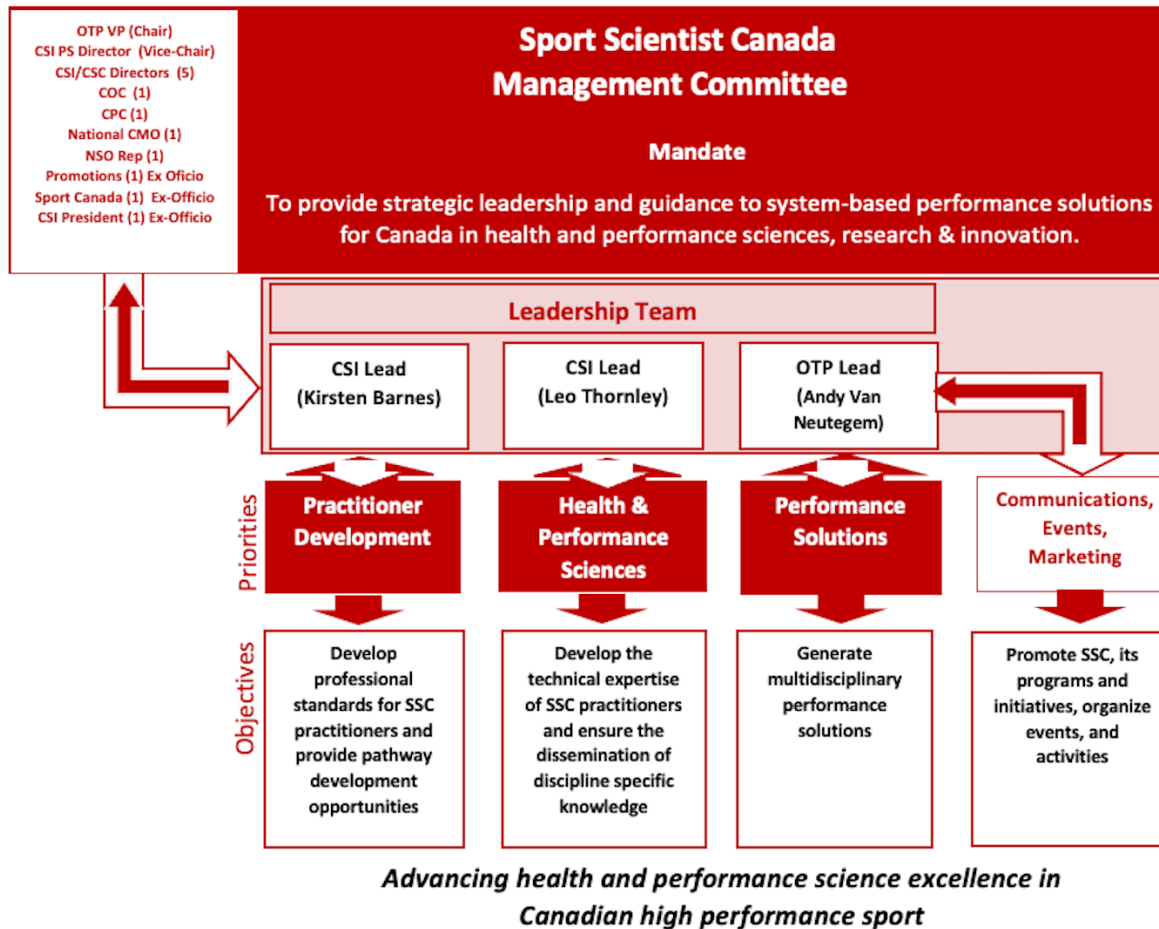 OTP VP (Chair)
CSI PS Director (Vice-Chair)
CSI/CSC Directors (5)
COC (1)
CPC (1)
National CMO (1)
NSO Rep (1)
Promotions (1) Ex Oficio
Sport Canada (1) Ex-Officio
CSI President (1) Ex-Officio
Sport Scientist Canada
Management Committee
Mandate
To provide strategic leadership and guidance to system-based performance solutions
for Canada in health and performance sciences, research & innovation.
Leadership Team
CSI Lead
(Kirsten Barnes)
CSI Lead
(Leo Thornley)
OTP Lead
(Andy Van
Neutegem)
Priorities
Practitioner
Development
Health &
Performance
Sciences
Performance
Solutions
Communications,
Events,
Marketing
Objectives
Develop
professional
standards for SSC
practitioners and
provide pathway
development
opportunities
Develop the
technical expertise
of SSC practitioners
and ensure the
dissemination of
discipline specific
knowledge
Generate
multidisciplinary
performance
solutions
Promote SSC, its
programs and
initiatives, organize
events, and
activities
Advancing health and performance science excellence in
Canadian high performance sport